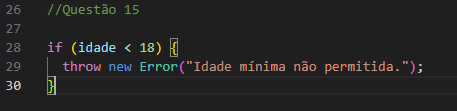 26 //Questão 15
27
28 if (idade < 18) {
29 throw new Error("Idade mínima não permitida.");
30 }